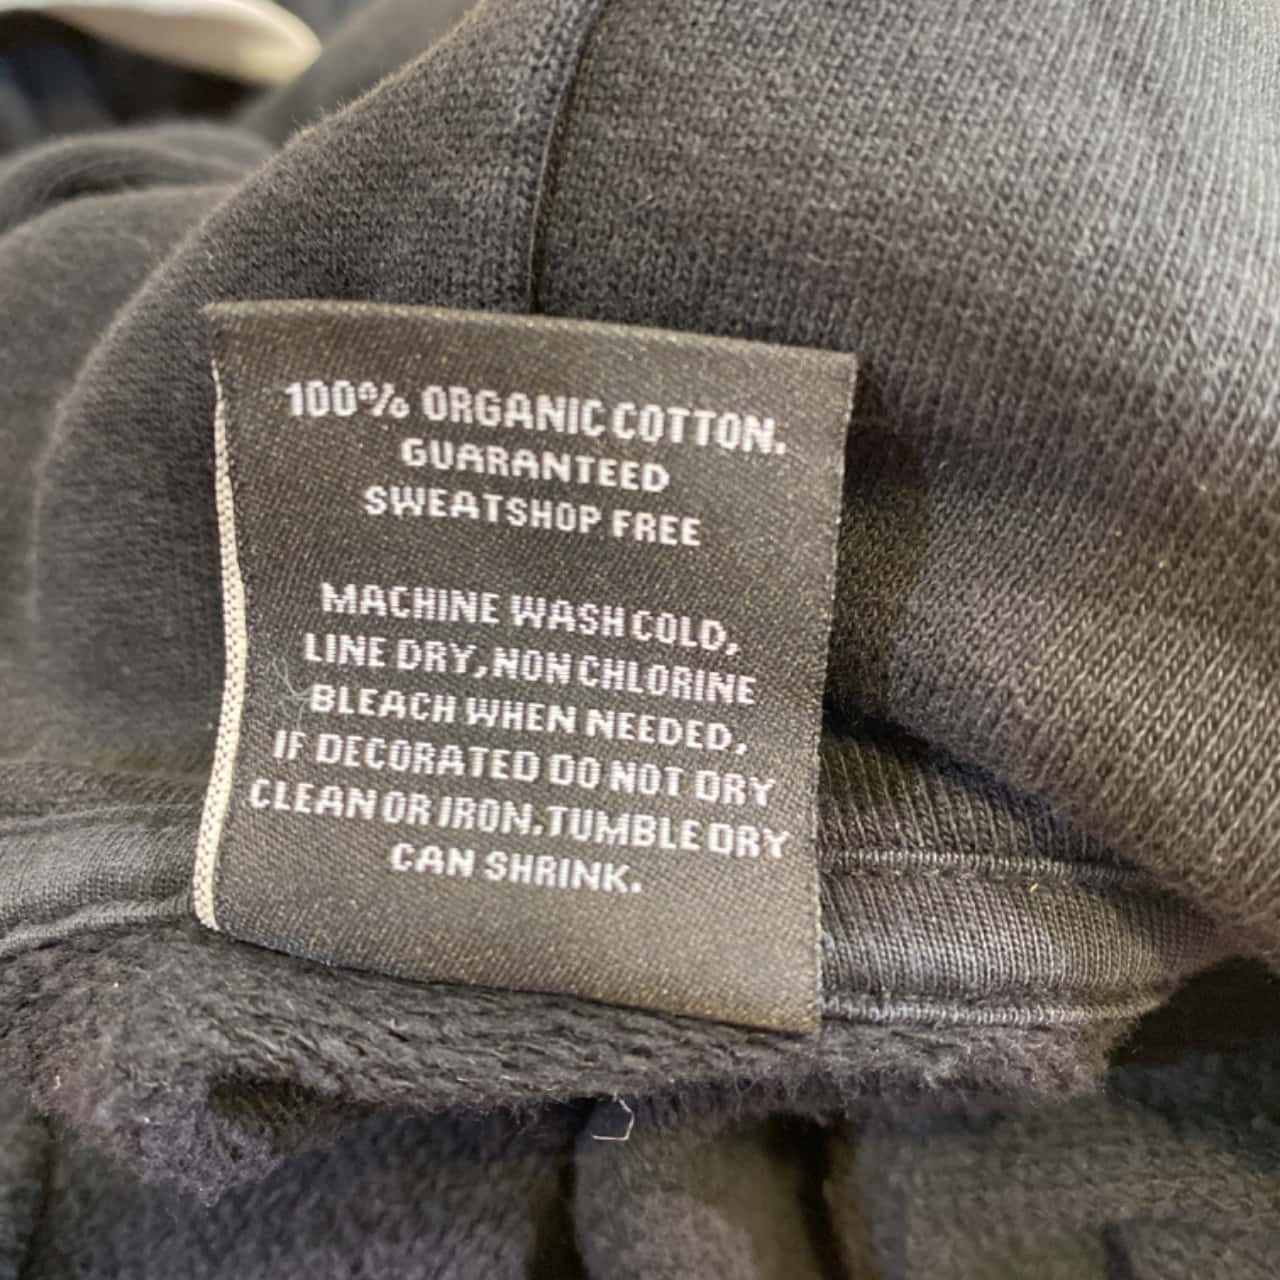 100% ORGANIC COTTON.
GUARANTEED
SWEATSHOP FREE
MACHINE WASH COLD,
LINE DRY, NON CHLORINE
BLEACH WHEN NEEDED.
IF DECORATED DO NOT DRY
CLEAN OR IRON. TUMBLE DRY
CAN SHRINK.